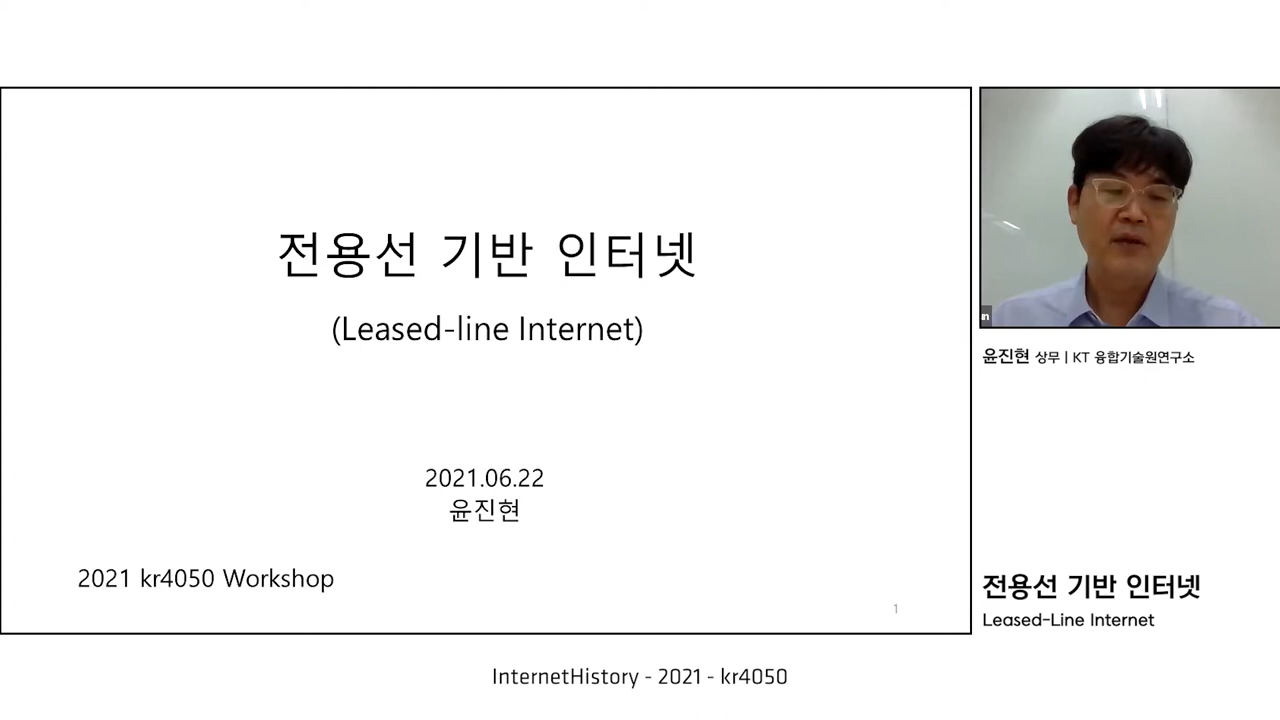 전용선 기반 인터넷
(Leased-line Internet)
2021.06.22
윤진현
2021 kr4050 Workshop
1
윤진현 상무 | KT 융합기술원연구소
전용선 기반 인터넷
Leased-Line Internet
InternetHistory - 2021 - kr4050